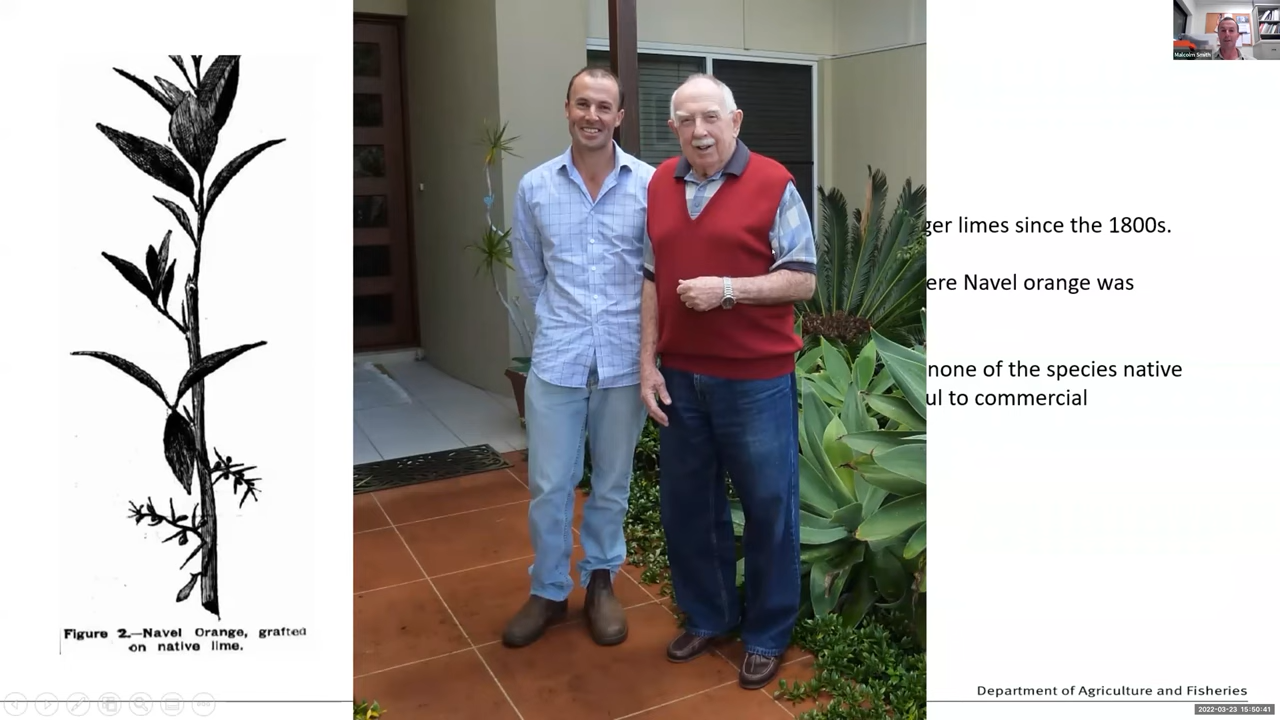 Malcolm Smith
ger limes since the 1800s.
ere Navel orange was
none of the species native
ul to commercial
Figure 2.—Navel Orange, grafted
on native lime.
Department of Agriculture and Fisheries
2022-03-23 15:50:41